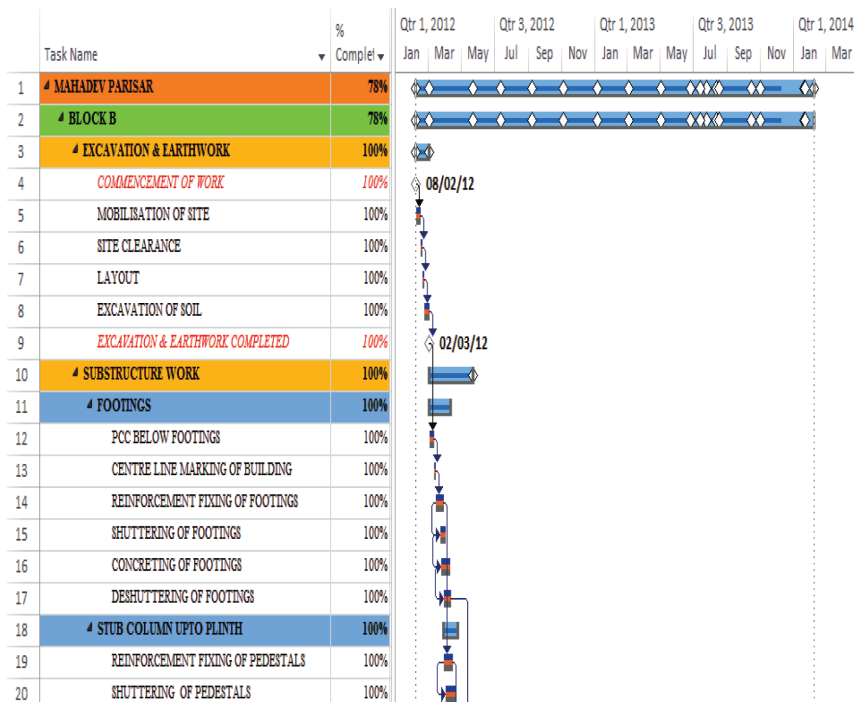 Qtr 1, 2012 Qtr 3, 2012 Qtr 1, 2013 Qtr 3, 2013 Qtr 1, 2014
%
Task Name Complet Jan Mar May Jul Sep Nov Jan Mar May Jul Sep Nov Jan Mar
1 MAHADEV PARISAR 78%
2 BLOCK B 78%
3 EXCAVATION & EARTHWORK 100%
4 COMMENCEMENT OF WORK 100% 08/02/12
5 MOBILISATION OF SITE 100%
6 SITE CLEARANCE 100%
7 LAYOUT 100%
8 EXCAVATION OF SOIL 100%
9 EXCAVATION & EARTHWORK COMPLETED 100% 02/03/12
10 SUBSTRUCTURE WORK 100%
11 FOOTINGS 100%
12 PCC BELOW FOOTINGS 100%
13 CENTRE LINE MARKING OF BUILDING 100%
14 REINFORCEMENT FIXING OF FOOTINGS 100%
15 SHUTTERING OF FOOTINGS 100%
16 CONCRETING OF FOOTINGS 100%
17 DESHUTTERING OF FOOTINGS 100%
18 STUB COLUMN UPTO PLINTH 100%
19 REINFORCEMENT FIXING OF PEDESTALS 100%
20 SHUTTERING OF PEDESTALS 100%